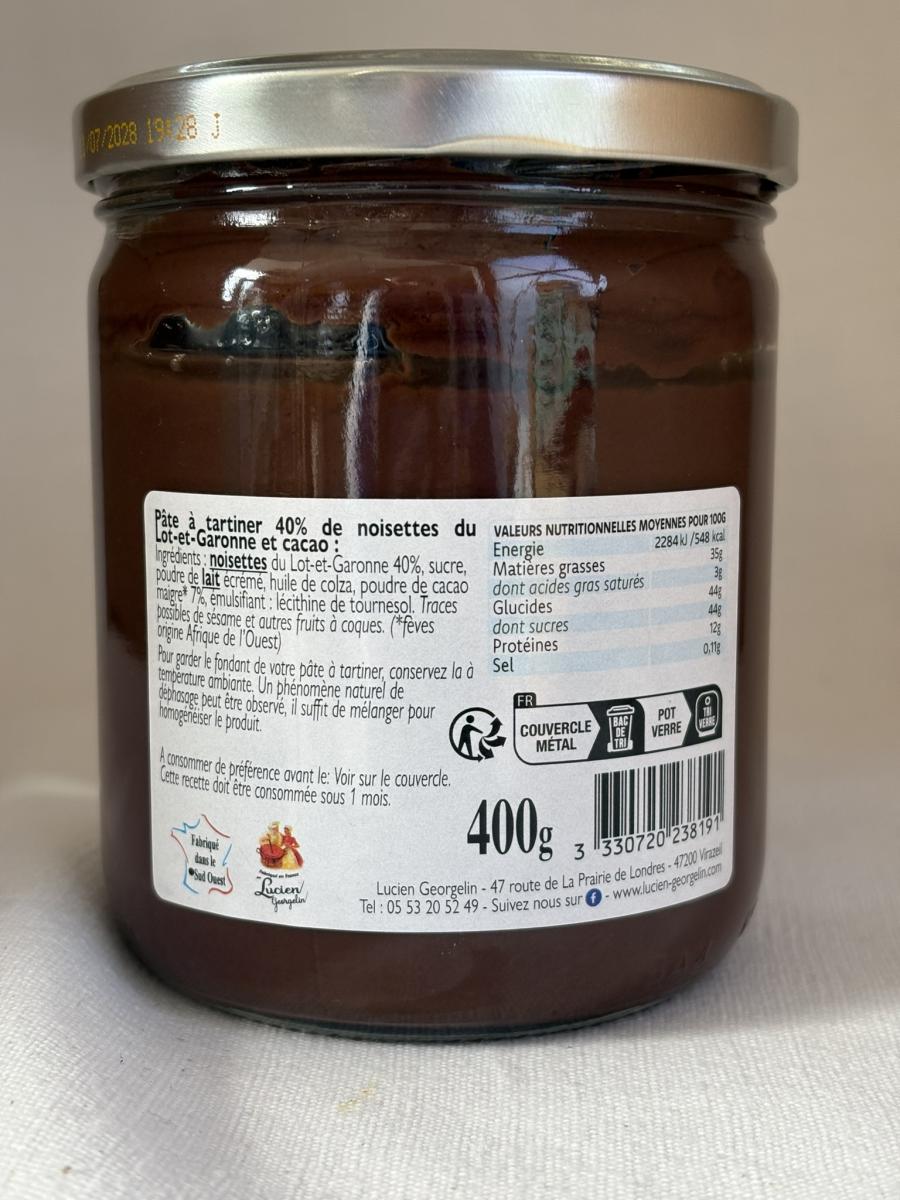 /07/2028 19:28 J
Pâte à tartiner 40% de noisettes du
Lot-et-Garonne et cacao :
Ingrédients : noisettes du Lot-et-Garonne 40%, sucre,
poudre de lait écrémé, huile de colza, poudre de cacao
maigre* 7%, émulsifiant : lécithine de tournesol. Traces
possibles de sésame et autres fruits à coques. (*fèves
origine Afrique de l'Ouest)
Pour garder le fondant de votre pâte à tartiner, conservez la à
température ambiante. Un phénomène naturel de
déphasage peut être observé, il suffit de mélanger pour
homogénéiser le produit.
A consommer de préférence avant le: Voir sur le couvercle.
Cette recette doit être consommée sous 1 mois.
VALEURS NUTRITIONNELLES MOYENNES POUR 100G
Energie 2284 kJ /548 kcal
Matières grasses 35g
dont acides gras saturés 3g
Glucides 44g
dont sucres 44g
Protéines 12g
Sel 0,11g
FR
COUVERCLE
MÉTAL
BAC
DE
TRI
POT
VERRE
TRI
VERRE
400g
3 330720 238191
Fabriqué
dans le
Sud Ouest
Fabriqué en France
Lucien
Georgelin
Lucien Georgelin - 47 route de La Prairie de Londres - 47200 Virazeil
Tel : 05 53 20 52 49 - Suivez nous sur f - www.lucien-georgelin.com